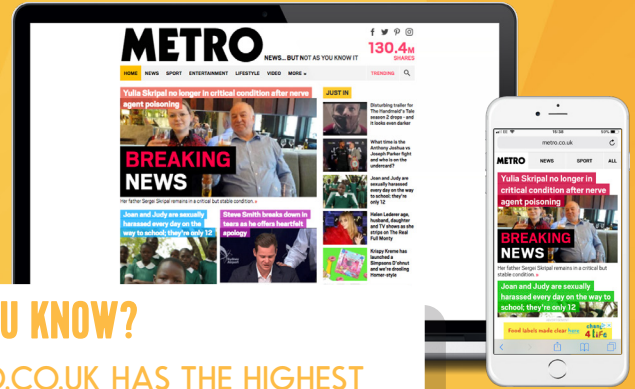 METRO
NEWS... BUT NOT AS YOU KNOW IT
130.4M
SHARES
HOME NEWS SPORT ENTERTAINMENT LIFESTYLE VIDEO MORE
TRENDING
Yulia Skripal no longer in critical condition after nerve
agent poisoning
BREAKING
NEWS
Her father Sergei Skripal remains in a critical but stable condition.
Joan and Judy are sexually
harassed every day on the
way to school; they're only 12
Steve Smith breaks down in
tears as he offers heartfelt
apology
JUST IN
Disturbing trailer for
The Handmaid's Tale
season 2 drops - and
it looks even darker
What time is the
Anthony Joshua vs
Joseph Parker fight
and who is on the
undercard?
Joan and Judy are
sexually harassed
every day on the way
to school; they're
only 12
Helen Lederer age,
husband, daughter
and TV shows as she
strips on The Real
Full Monty
Krispy Kreme has
launched a
Simpsons D'ohnut
and we're drooling
Homer-style
15:58
50%
metro.co.uk
METRO NEWS SPORT ALL
Yulia Skripal no longer in
critical condition after nerve
agent poisoning
BREAKING
NEWS
Her father Sergei Skripal remains in a critical but
stable condition.
Joan and Judy are sexually
harassed every day on the way to
school; they're only 12
Food labels made clear here
change
4 life
U KNOW?
O.CO.UK HAS THE HIGHEST